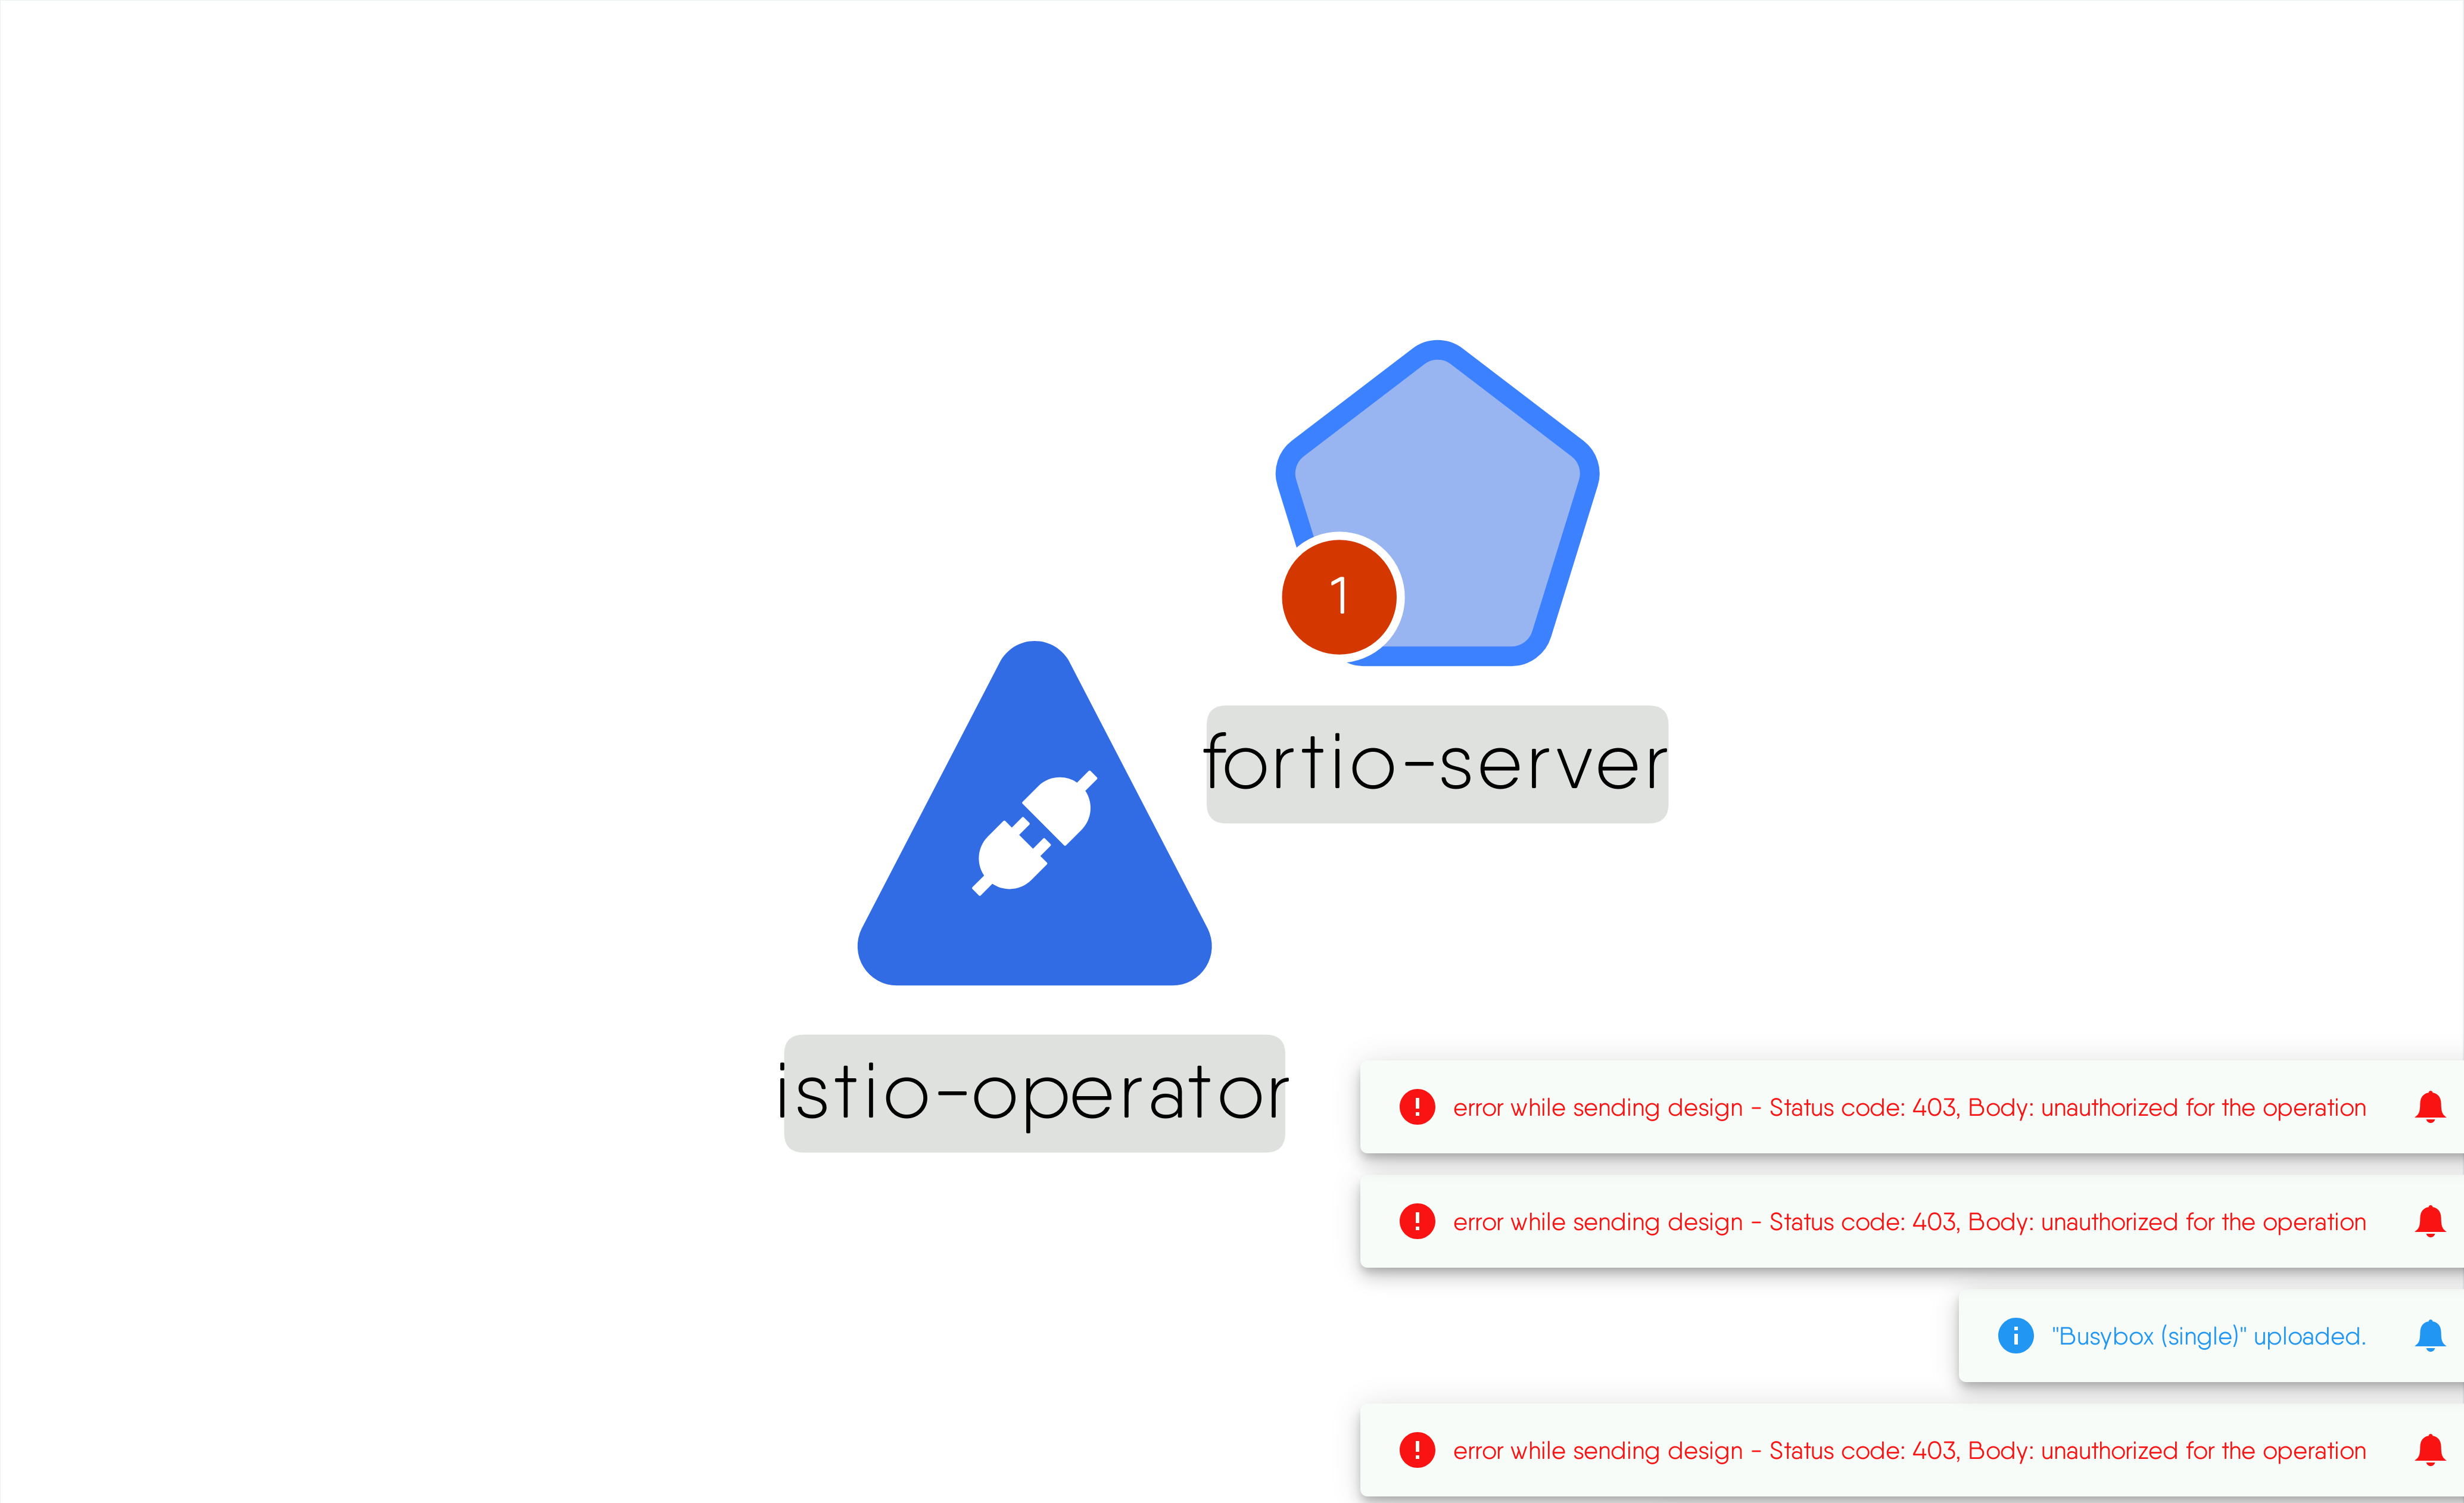 1
fortio-server
istio-operator
error while sending design - Status code: 403, Body: unauthorized for the operation
error while sending design - Status code: 403, Body: unauthorized for the operation
"Busybox (single)" uploaded.
error while sending design - Status code: 403, Body: unauthorized for the operation